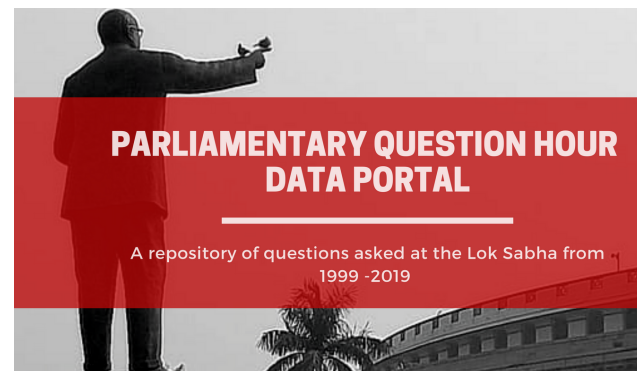 PARLIAMENTARY QUESTION HOUR
DATA PORTAL
A repository of questions asked at the Lok Sabha from
1999 -2019